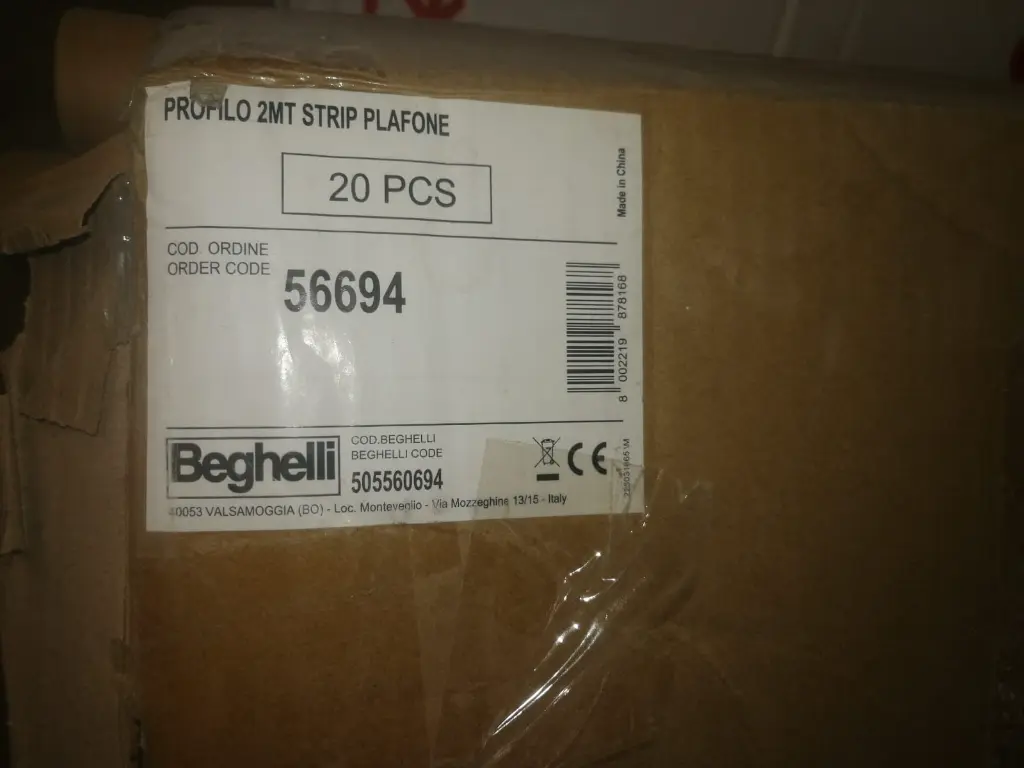 PROFILO 2MT STRIP PLAFONE
20 PCS
Made in China
COD. ORDINE
ORDER CODE
56694
8 002219 878168
Beghelli
COD.BEGHELLI
BEGHELLI CODE
505560694
CE
40053 VALSAMOGGIA (BO) - Loc. Monteveglio - Via Mozzeghine 13/15 - Italy